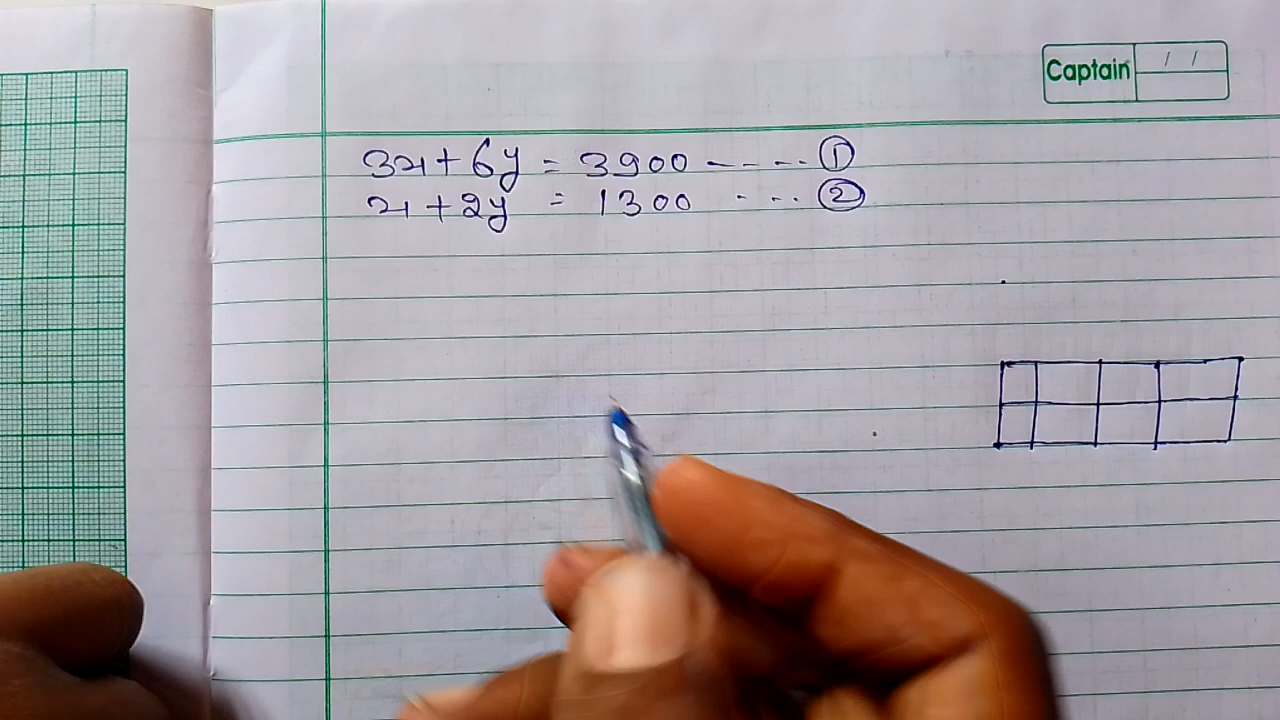 Captain / /
3x + 6y = 3900 ---- ①
x + 2y = 1300 --- ②